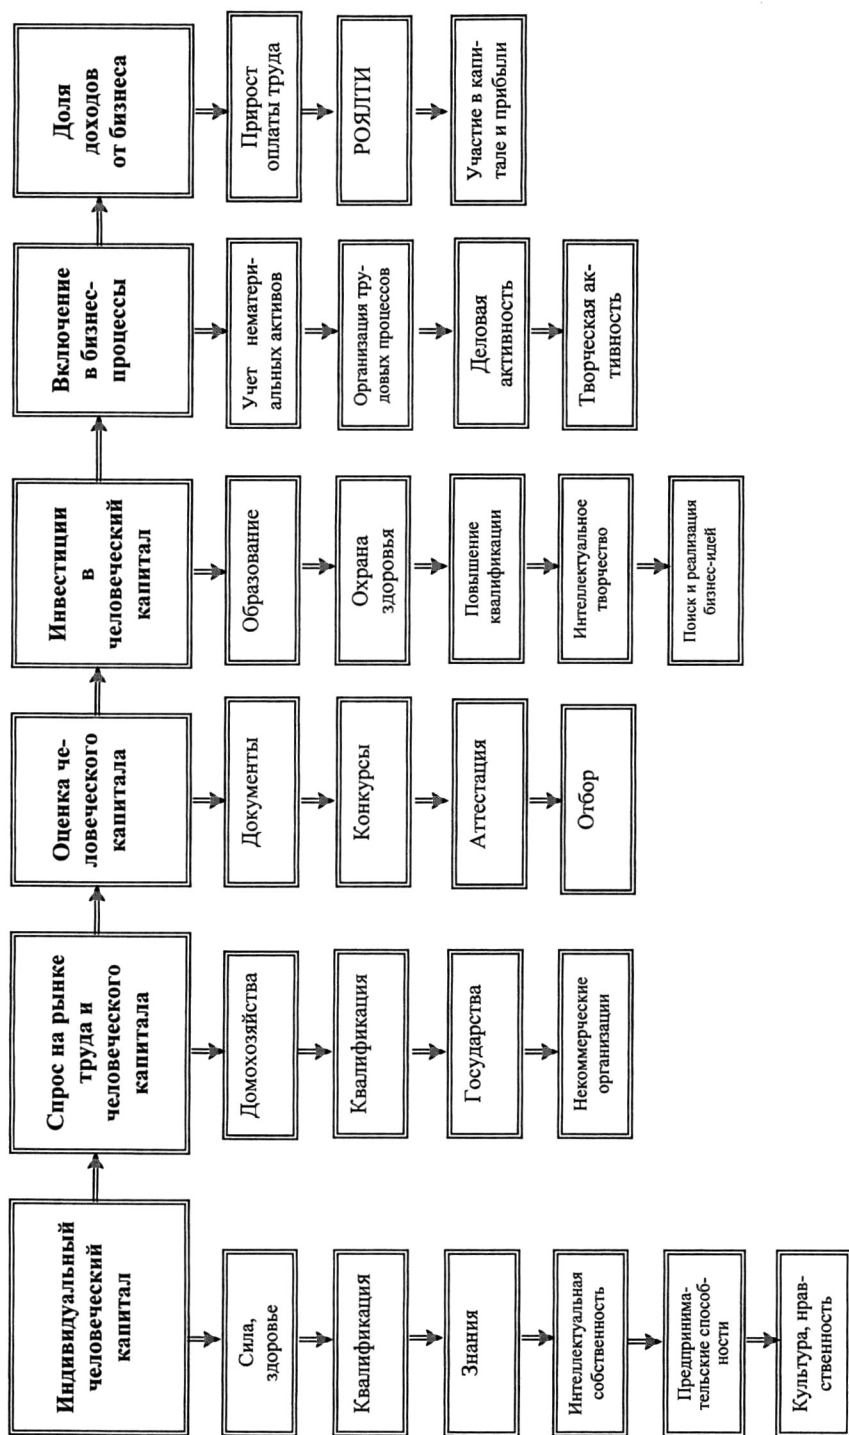 Индивидуальный
человеческий
капитал
Сила,
здоровье
Квалификация
Знания
Интеллектуальная
собственность
Предпринима-
тельские способ-
ности
Культура, нрав-
ственность
Спрос на рынке
труда и
человеческого
капитала
Домохозяйства
Квалификация
Государства
Некоммерческие
организации
Оценка че-
ловеческого
капитала
Документы
Конкурсы
Аттестация
Отбор
Инвестиции
в
человеческий
капитал
Образование
Охрана
здоровья
Повышение
квалификации
Интеллектуальное
творчество
Поиск и реализация
бизнес-идей
Включение
в бизнес-
процессы
Учет нематери-
альных активов
Организация тру-
довых процессов
Деловая
активность
Творческая ак-
тивность
Доля
доходов
от бизнеса
Прирост
оплаты труда
РОЯЛТИ
Участие в капи-
тале и прибыли